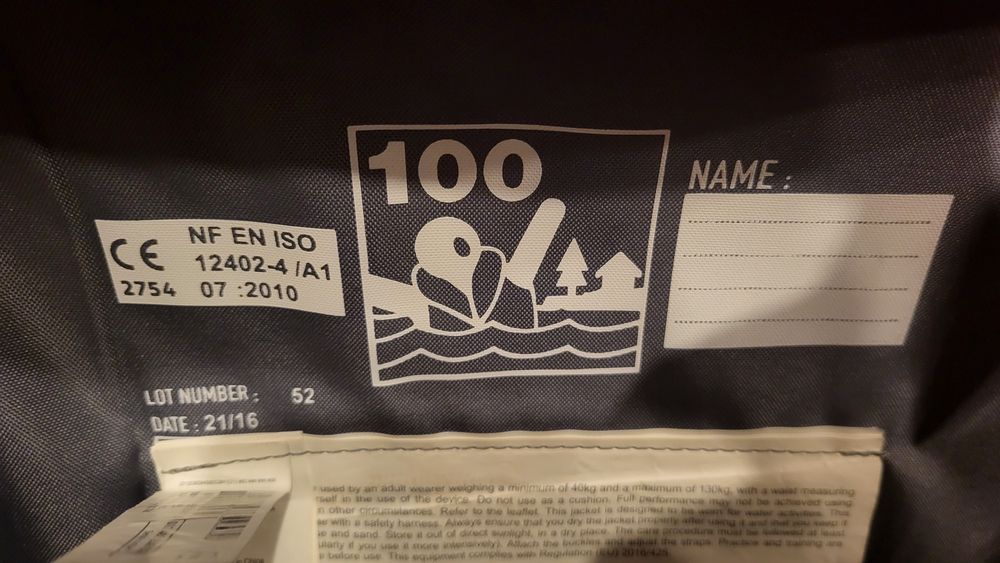 100
NAME :
CE
NF EN ISO
12402-4 /A1
2754 07 :2010
LOT NUMBER : 52
DATE : 21/16
used by an adult wearer weighing a minimum of 40kg and a maximum of 130kg, with a waist measuring
rself in the use of the device. Do not use as a cushion. Full performance may not be achieved using
n other circumstances. Refer to the leaflet. This jacket is designed to be worn for water activities. This
with a safety harness. Always ensure that you dry the jacket properly after using it and that you keep it
and sand. Store it out of direct sunlight, in a dry place. The care procedure must be followed at least
ularly if you use it more intensively). Attach the buckles and adjust the straps. Practice and training are
before use. This equipment complies with Regulation (EU) 2016/425.